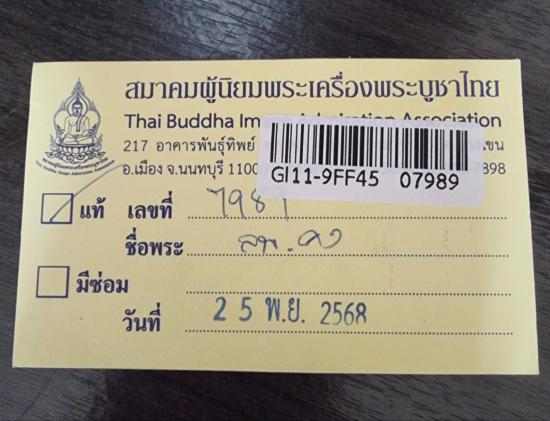 สมาคมผู้นิยมพระเครื่องพระบูชาไทย
Thai Buddha Association
217 อาคารพันธุ์ทิพย์
อ.เมือง จ.นนทบุรี 1100
GI11-9FF45 07989
แท้ เลขที่ 7989
ชื่อพระ
มีซ่อม
วันที่ 25 พ.ย. 2568